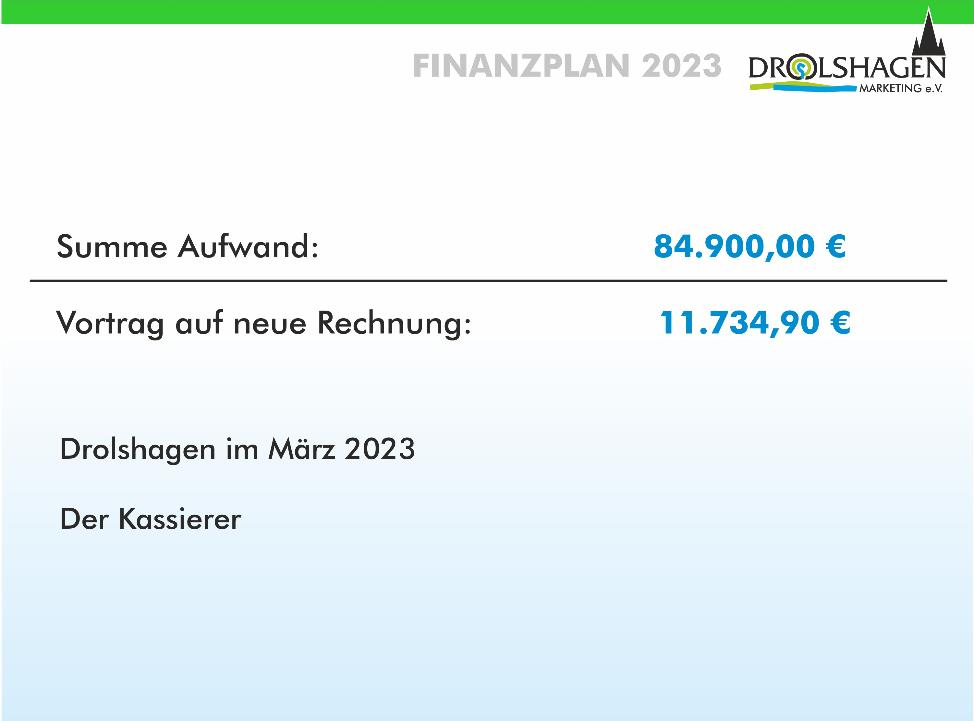 FINANZPLAN 2023
DROLSHAGEN
MARKETING e.V.
Summe Aufwand: 84.900,00 €
Vortrag auf neue Rechnung: 11.734,90 €
Drolshagen im März 2023
Der Kassierer